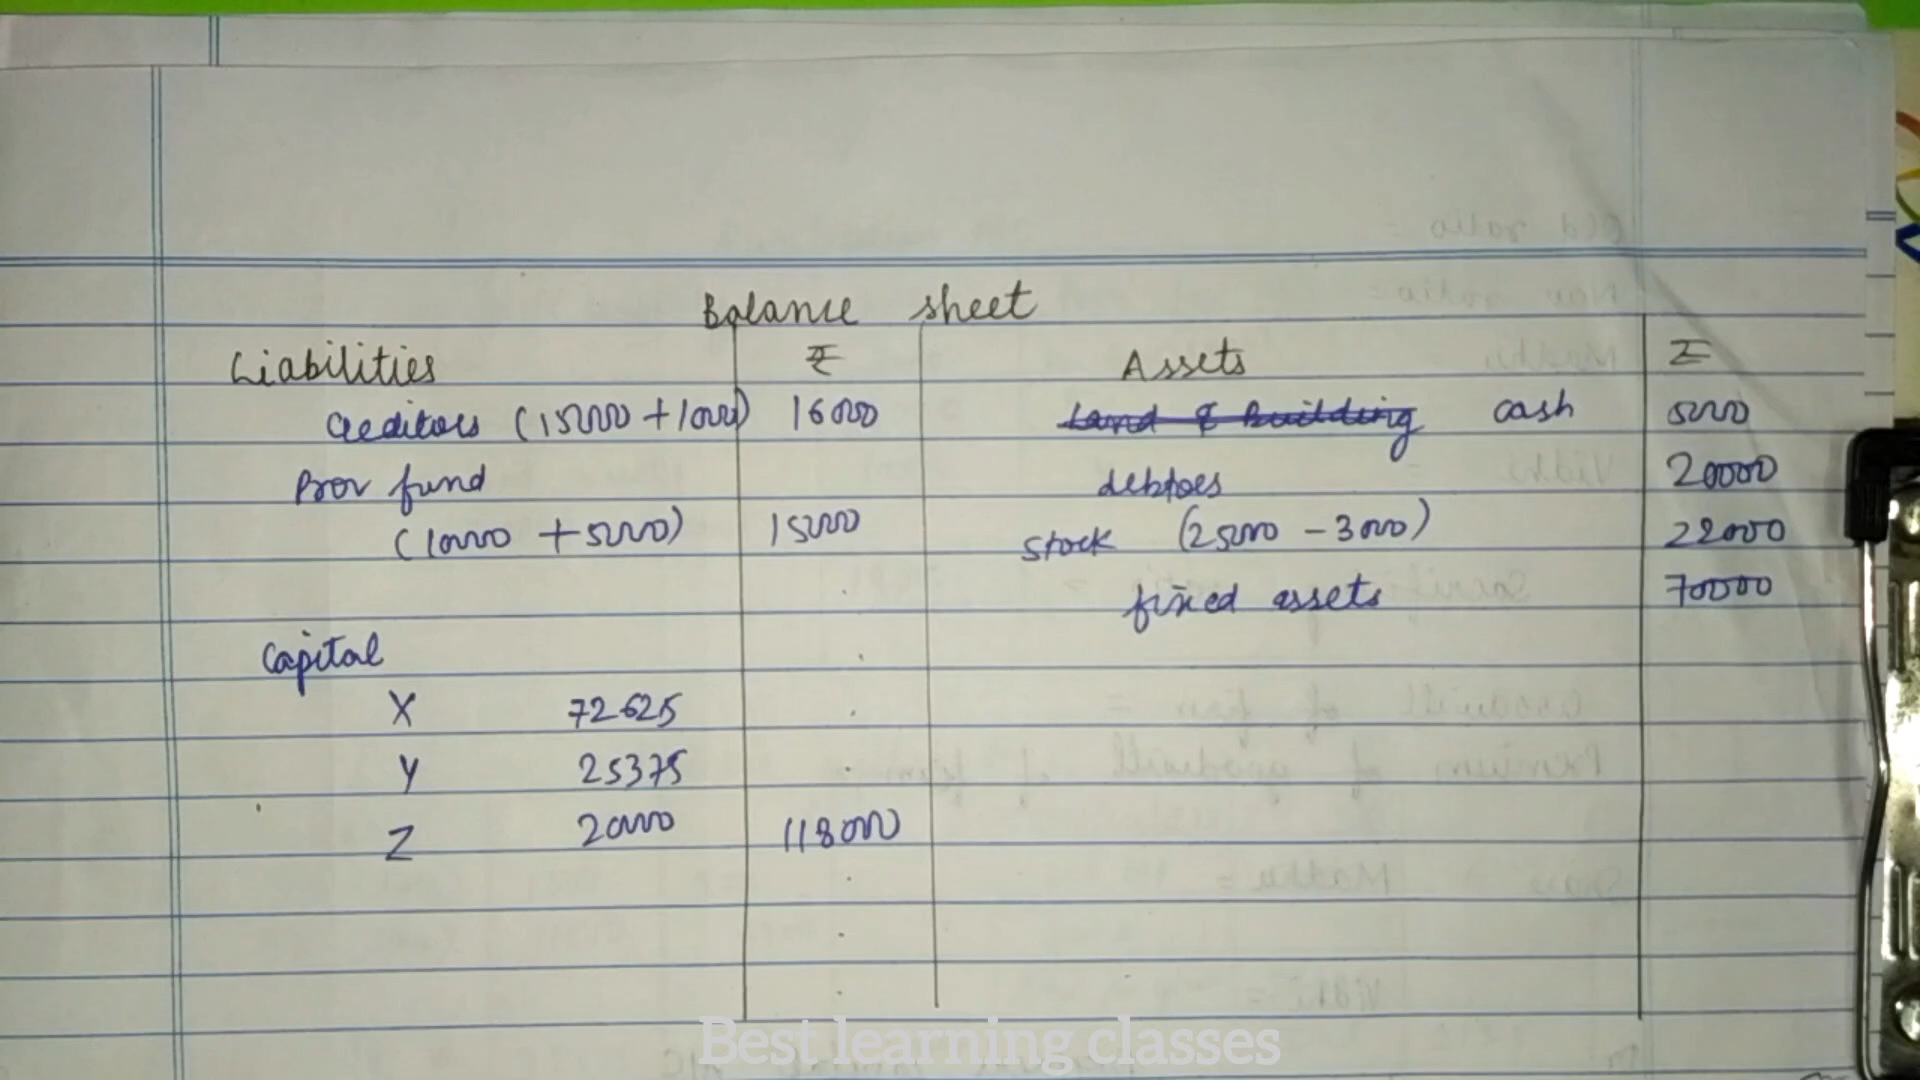 Balance sheet
Liabilities ₹ Assets ₹
Creditors (15000 + 1000) 16000 Land & Building cash 5000
Prov fund debtors 20000
(10000 + 5000) 15000 Stock (25000 - 3000) 22000
fixed assets 70000
Capital
X 72625
Y 25375
Z 20000 118000
Best learning classes